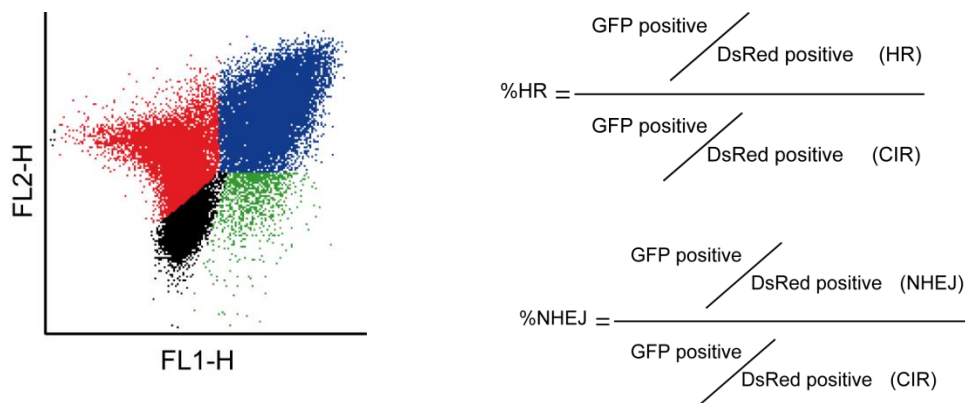 FL2-H
FL1-H
GFP positive
DsRed positive (HR)
%HR =
GFP positive
DsRed positive (CIR)
GFP positive
DsRed positive (NHEJ)
%NHEJ =
GFP positive
DsRed positive (CIR)